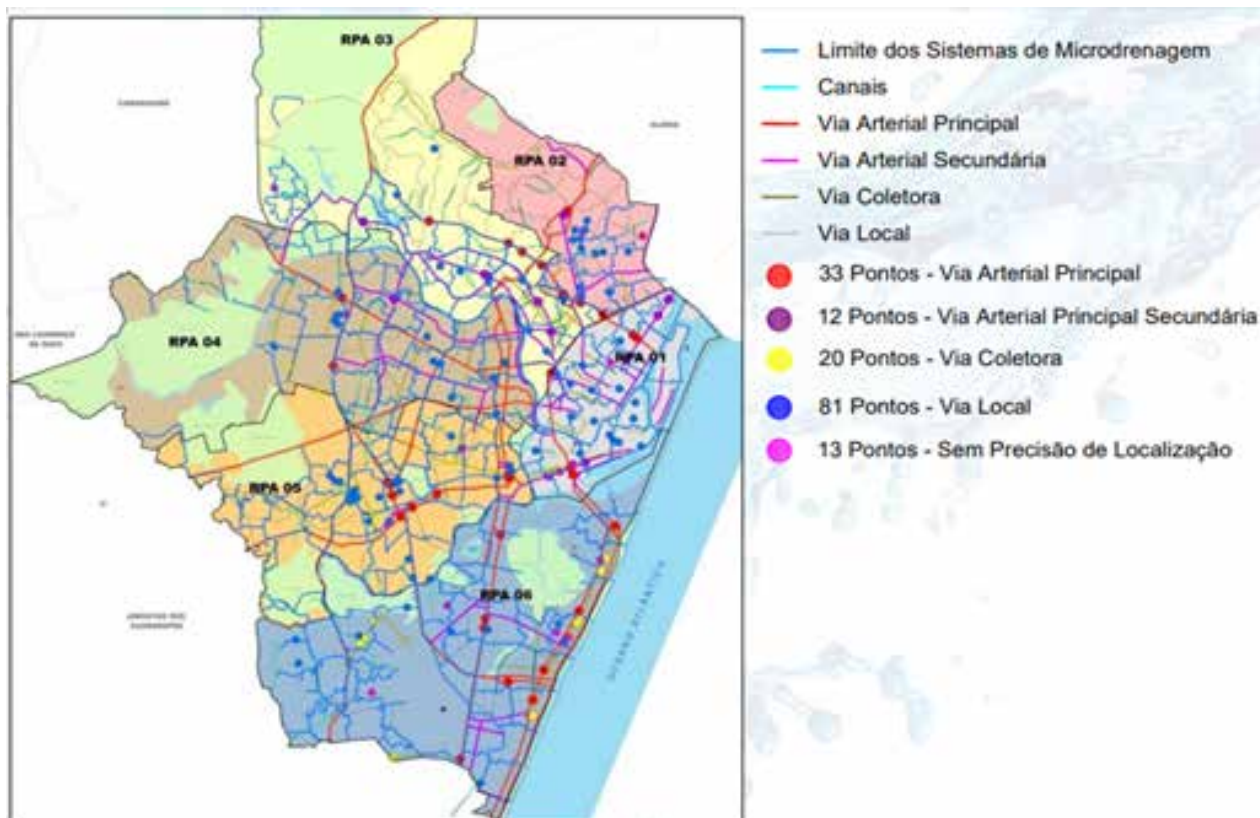 RPA 03
CAMARAGIBE
OLINDA
RPA 02
RPA 04
RPA 01
RPA 05
RPA 06
OCEANO ATLÂNTICO
Limite dos Sistemas de Microdrenagem
Canais
Via Arterial Principal
Via Arterial Secundária
Via Coletora
Via Local
33 Pontos - Via Arterial Principal
12 Pontos - Via Arterial Principal Secundária
20 Pontos - Via Coletora
81 Pontos - Via Local
13 Pontos - Sem Precisão de Localização